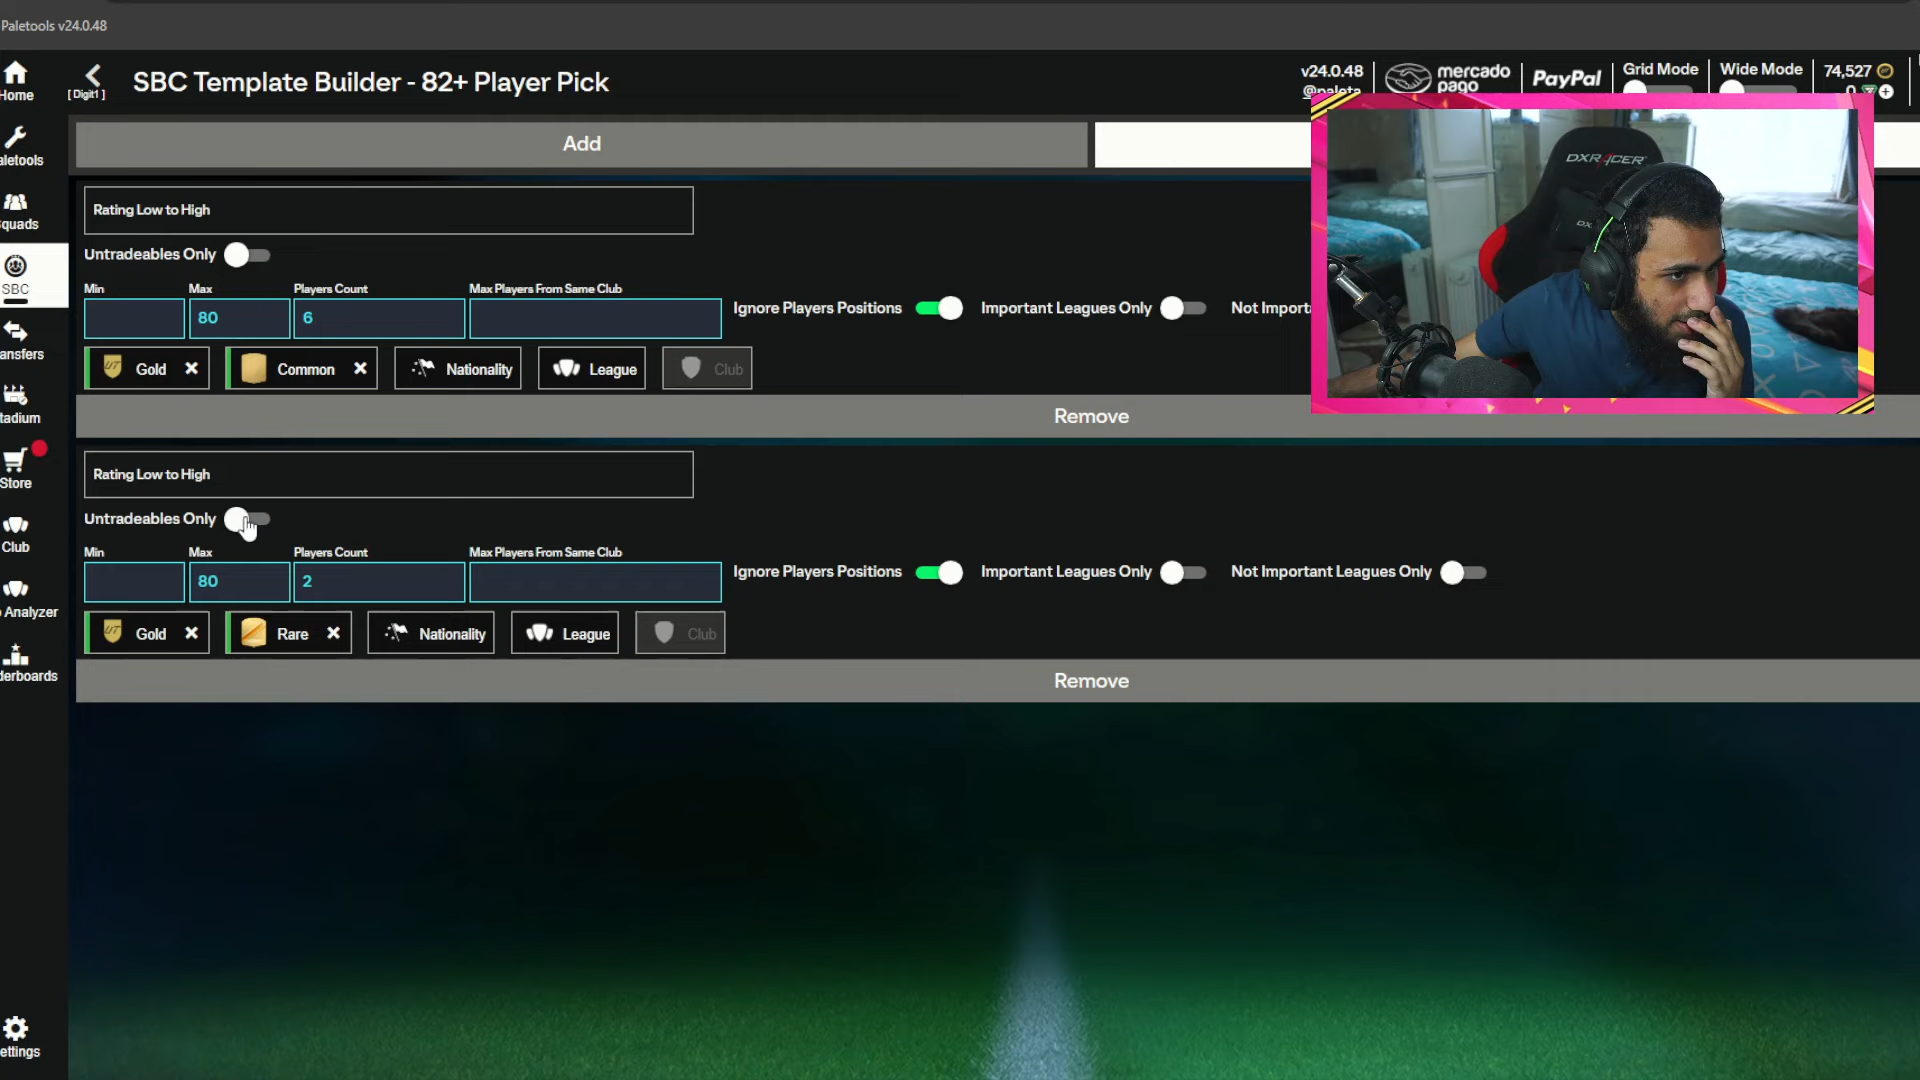 Paletools v24.0.48
Home
[ Digit1 ]
SBC Template Builder - 82+ Player Pick
v24.0.48
@paleta
mercado
pago
PayPal
Grid Mode
Wide Mode
74,527
0
aletools
Add
DXRACER
quads
Rating Low to High
Untradeables Only
SBC
Min
Max
Players Count
Max Players From Same Club
80
6
Ignore Players Positions
Important Leagues Only
Not Import
ansfers
UT
Gold
Common
Nationality
League
Club
tadium
Remove
Store
Rating Low to High
Untradeables Only
Club
Min
Max
Players Count
Max Players From Same Club
80
2
Ignore Players Positions
Important Leagues Only
Not Important Leagues Only
Analyzer
UT
Gold
Rare
Nationality
League
Club
derboards
Remove
ettings